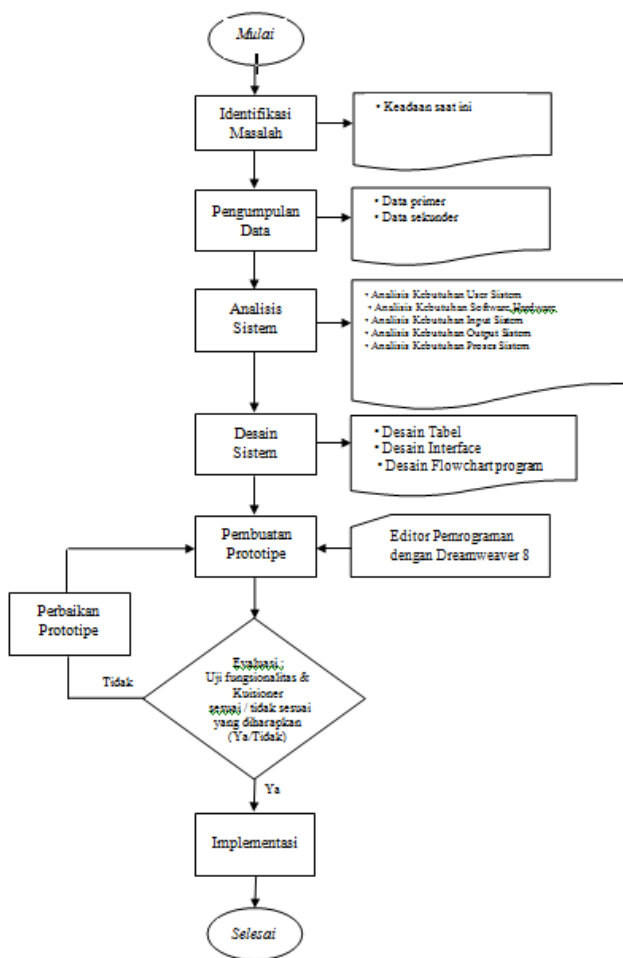 Mulai
Identifikasi
Masalah
• Keadaan saat ini
Pengumpulan
Data
• Data primer
• Data sekunder
Analisis
Sistem
• Analisis Kebutuhan User Sistem
• Analisis Kebutuhan Software,Hardware
• Analisis Kebutuhan Input Sistem
• Analisis Kebutuhan Output Sistem
• Analisis Kebutuhan Proses Sistem
Desain
Sistem
• Desain Tabel
• Desain Interface
• Desain Flowchart program
Pembuatan
Prototipe
Editor Pemrograman
dengan Dreamweaver 8
Perbaikan
Prototipe
Tidak
Evaluasi :
Uji fungsionalitas &
Kuisioner
sesuai / tidak sesuai
yang diharapkan
(Ya/Tidak)
Ya
Implementasi
Selesai